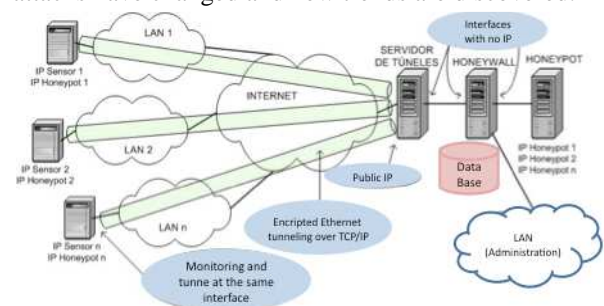 LAN 1
IP Sensor 1
IP Honeypot 1
LAN 2
IP Sensor 2
IP Honeypot 2
LAN n
IP Sensor n
IP Honeypot n
INTERNET
SERVIDOR
DE TÚNELES
HONEYWALL
HONEYPOT
Interfaces
with no IP
IP Honeypot 1
IP Honeypot 2
IP Honeypot n
Public IP
Data
Base
Encripted Ethernet
tunneling over TCP/IP
Monitoring and
tunne at the same
interface
LAN
(Administration)